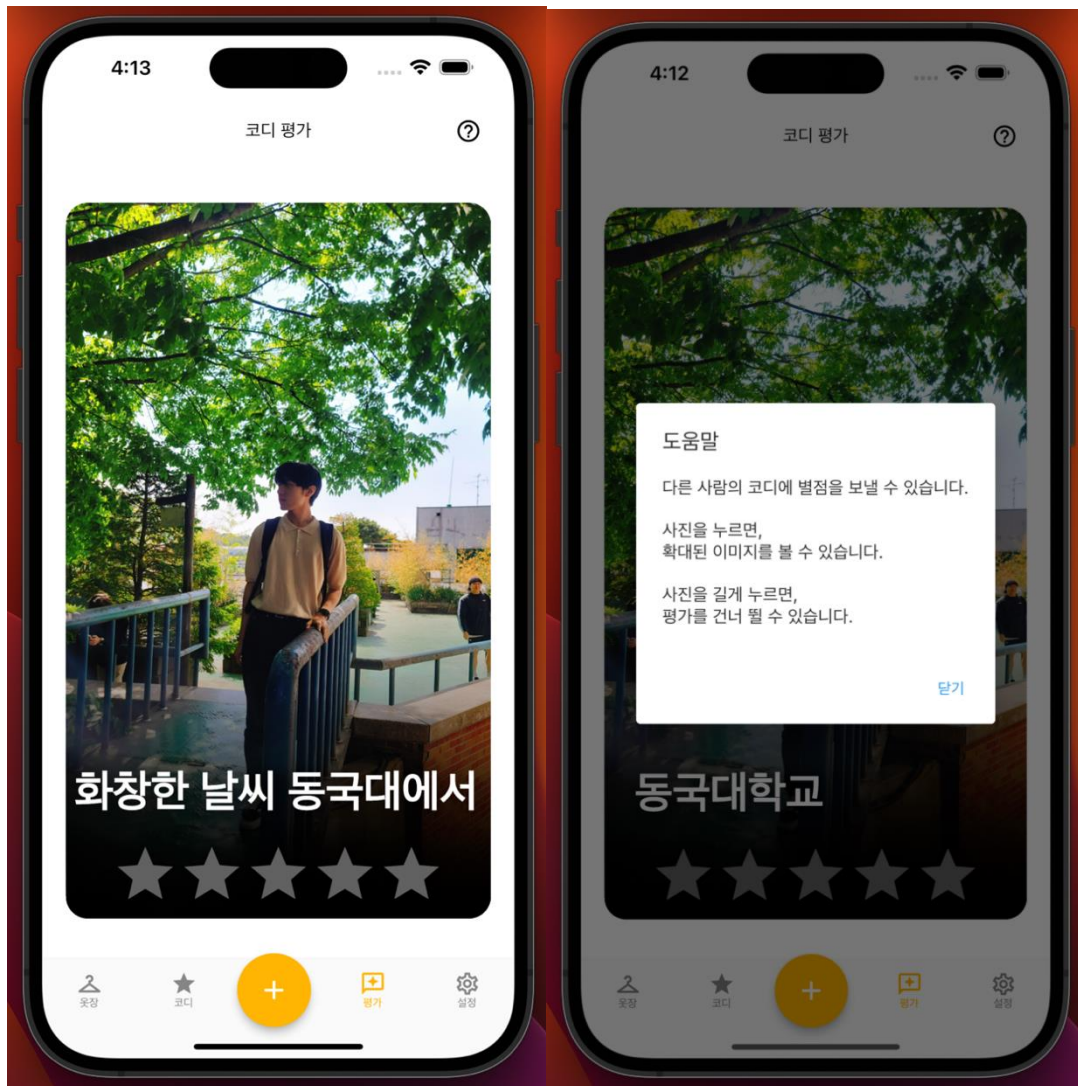 4:13
코디 평가
화창한 날씨 동국대에서
옷장
코디
평가
설정
4:12
코디 평가
도움말
다른 사람의 코디에 별점을 보낼 수 있습니다.
사진을 누르면,
확대된 이미지를 볼 수 있습니다.
사진을 길게 누르면,
평가를 건너 뛸 수 있습니다.
닫기
동국대학교
옷장
코디
평가
설정